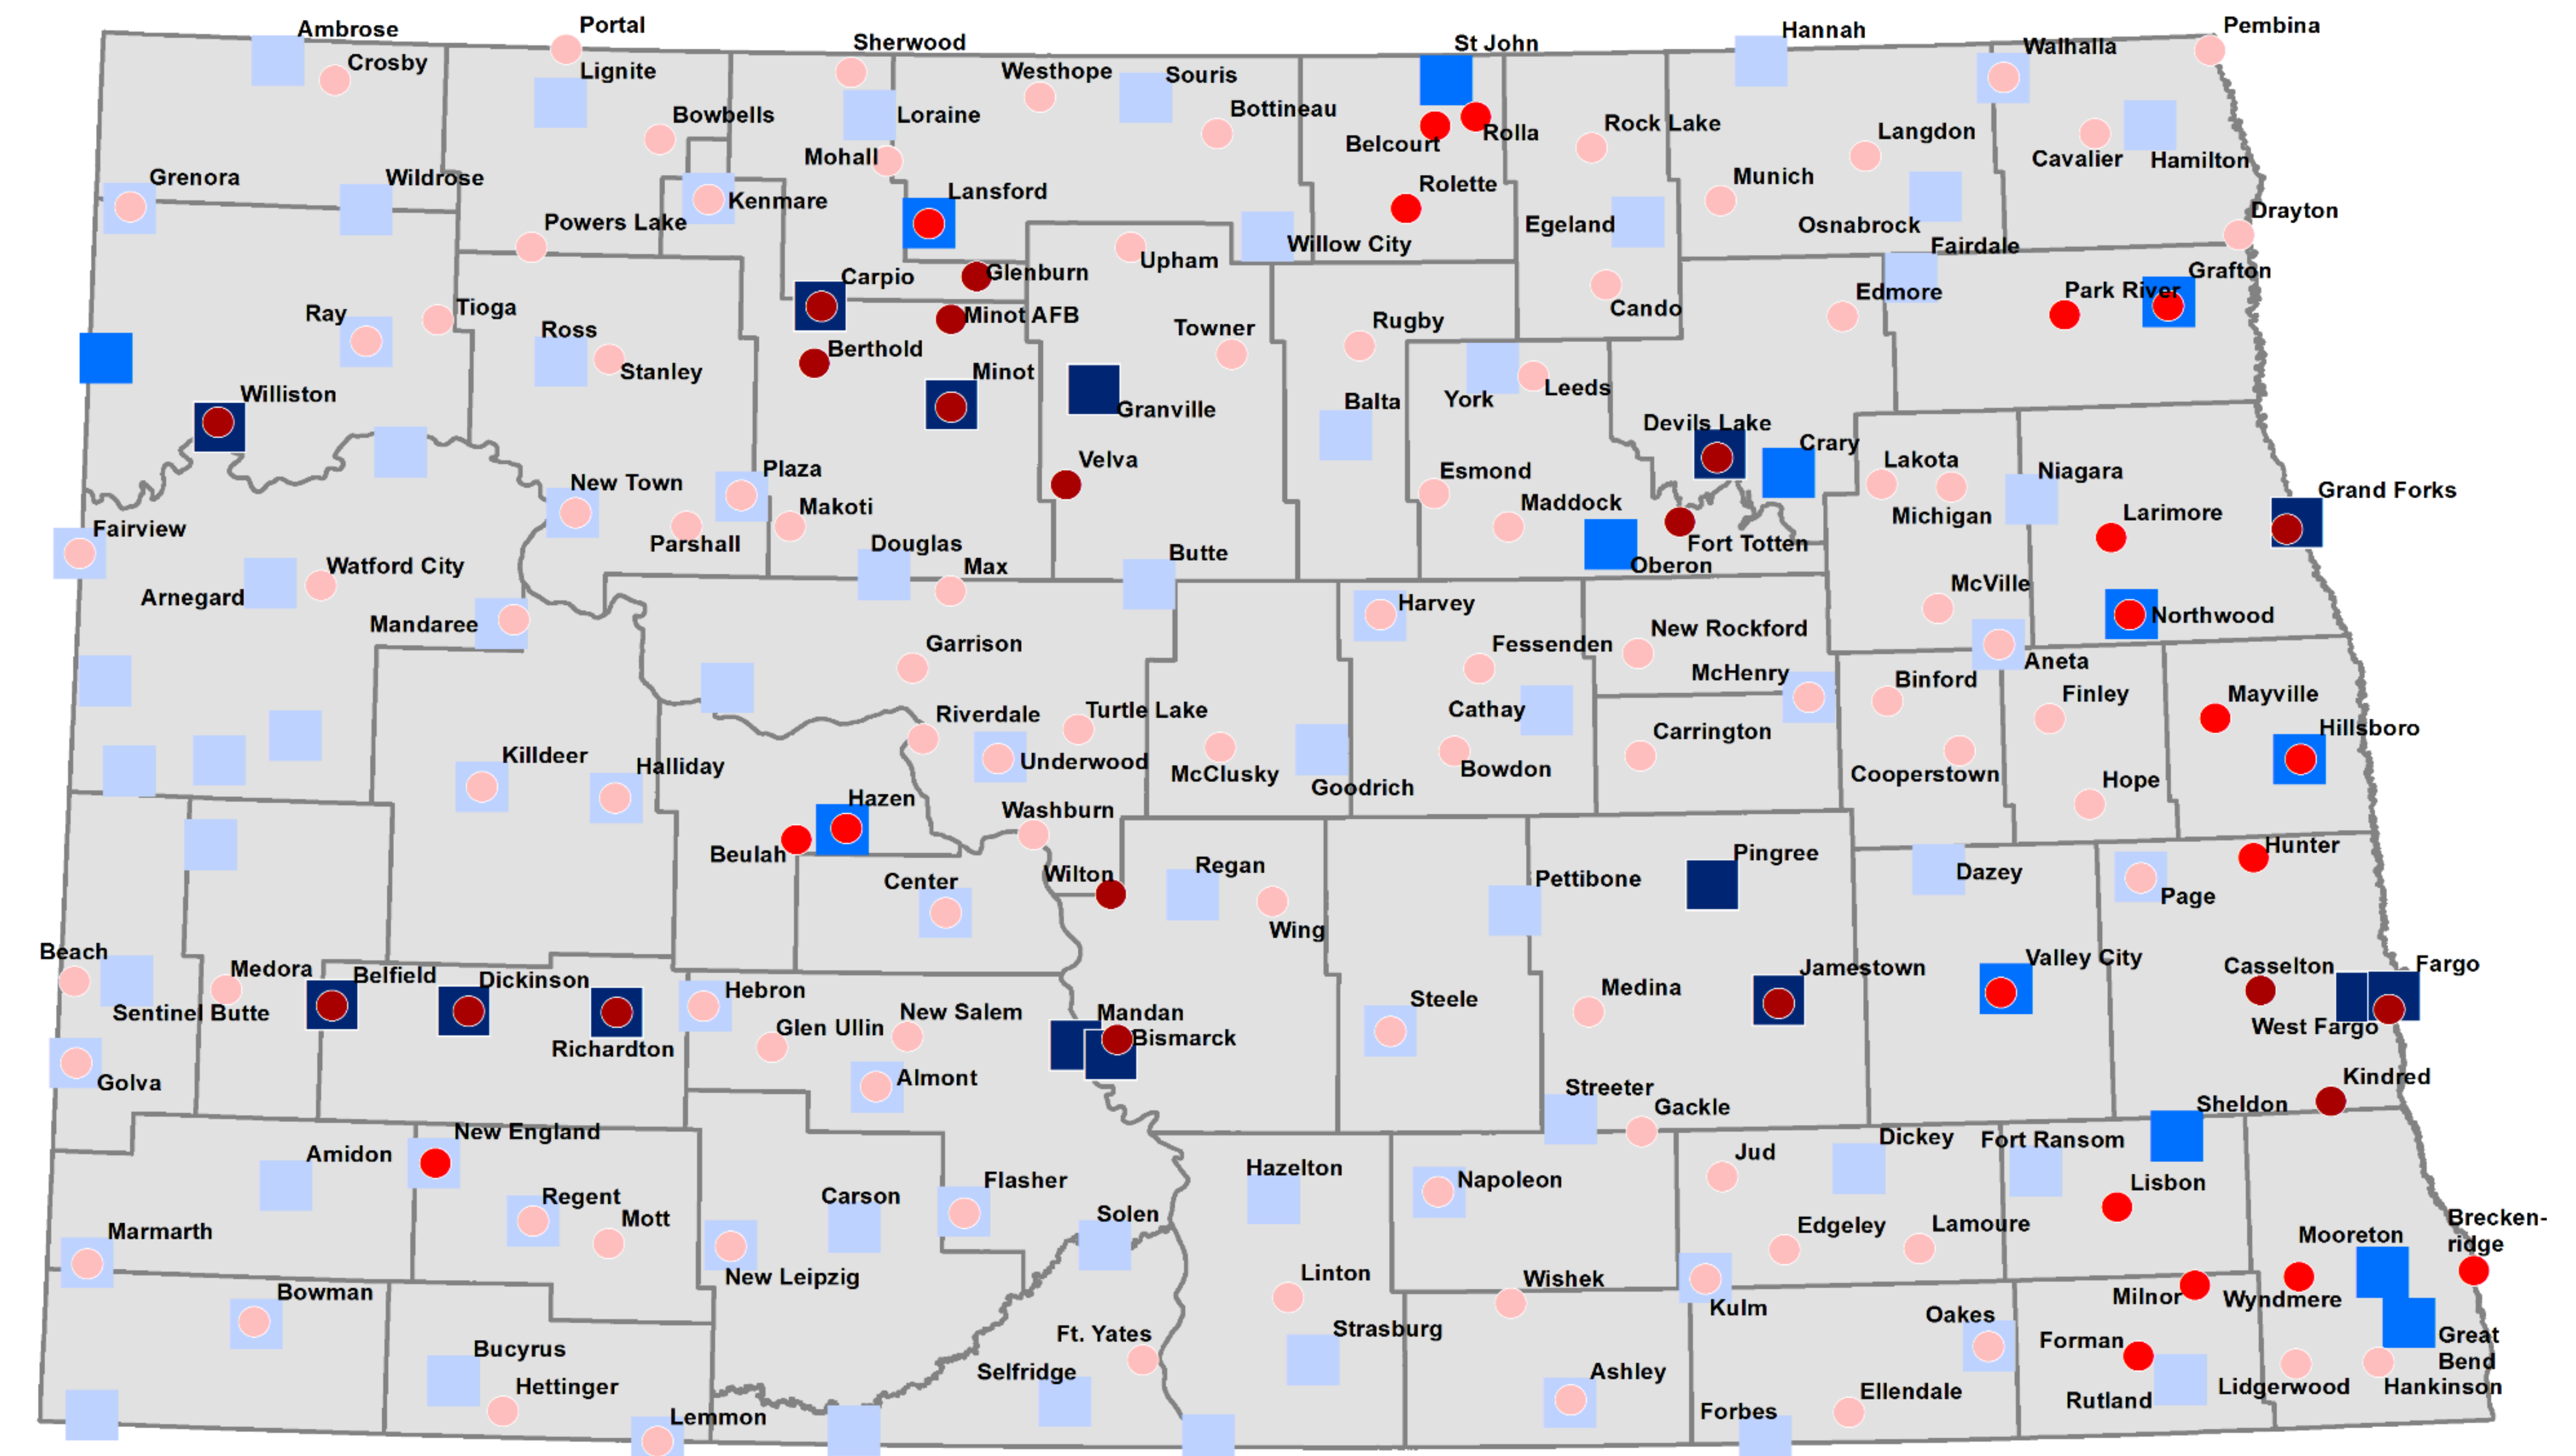 Ambrose
Portal
Sherwood
St John
Hannah
Walhalla
Pembina
Crosby
Lignite
Westhope
Souris
Bowbells
Loraine
Bottineau
Belcourt
Rolla
Rock Lake
Langdon
Cavalier
Hamilton
Mohall
Grenora
Wildrose
Kenmare
Lansford
Rolette
Munich
Powers Lake
Upham
Willow City
Egeland
Osnabrock
Drayton
Fairdale
Carpio
Glenburn
Cando
Edmore
Park River
Grafton
Ray
Tioga
Ross
Stanley
Minot AFB
Berthold
Towner
Rugby
Williston
Minot
Granville
Balta
York
Leeds
Devils Lake
Crary
Velva
Lakota
Niagara
New Town
Plaza
Esmond
Grand Forks
Makoti
Maddock
Michigan
Larimore
Fairview
Parshall
Douglas
Max
Butte
Fort Totten
Oberon
Arnegard
Watford City
Mandaree
Harvey
McVille
Northwood
Garrison
Fessenden
New Rockford
McHenry
Aneta
Binford
Finley
Mayville
Riverdale
Turtle Lake
Cathay
Carrington
Hillsboro
Killdeer
Halliday
Underwood
McClusky
Goodrich
Bowdon
Cooperstown
Hope
Hazen
Washburn
Beulah
Hunter
Center
Wilton
Regan
Pettibone
Pingree
Dazey
Page
Wing
Beach
Medora
Belfield
Dickinson
Sentinel Butte
Hebron
Richardton
Glen Ullin
New Salem
Mandan
Bismarck
Steele
Medina
Jamestown
Valley City
Casselton
Fargo
West Fargo
Golva
Almont
Streeter
Gackle
Kindred
Sheldon
New England
Amidon
Jud
Dickey
Fort Ransom
Regent
Mott
Carson
Flasher
Hazelton
Napoleon
Lisbon
Marmarth
Solen
Edgeley
Lamoure
Mooreton
Brecken-
ridge
New Leipzig
Linton
Wishek
Kulm
Milnor
Wyndmere
Bowman
Oakes
Bucyrus
Ft. Yates
Strasburg
Forman
Great
Bend
Hettinger
Selfridge
Ashley
Ellendale
Rutland
Lidgerwood
Hankinson
Lemmon
Forbes